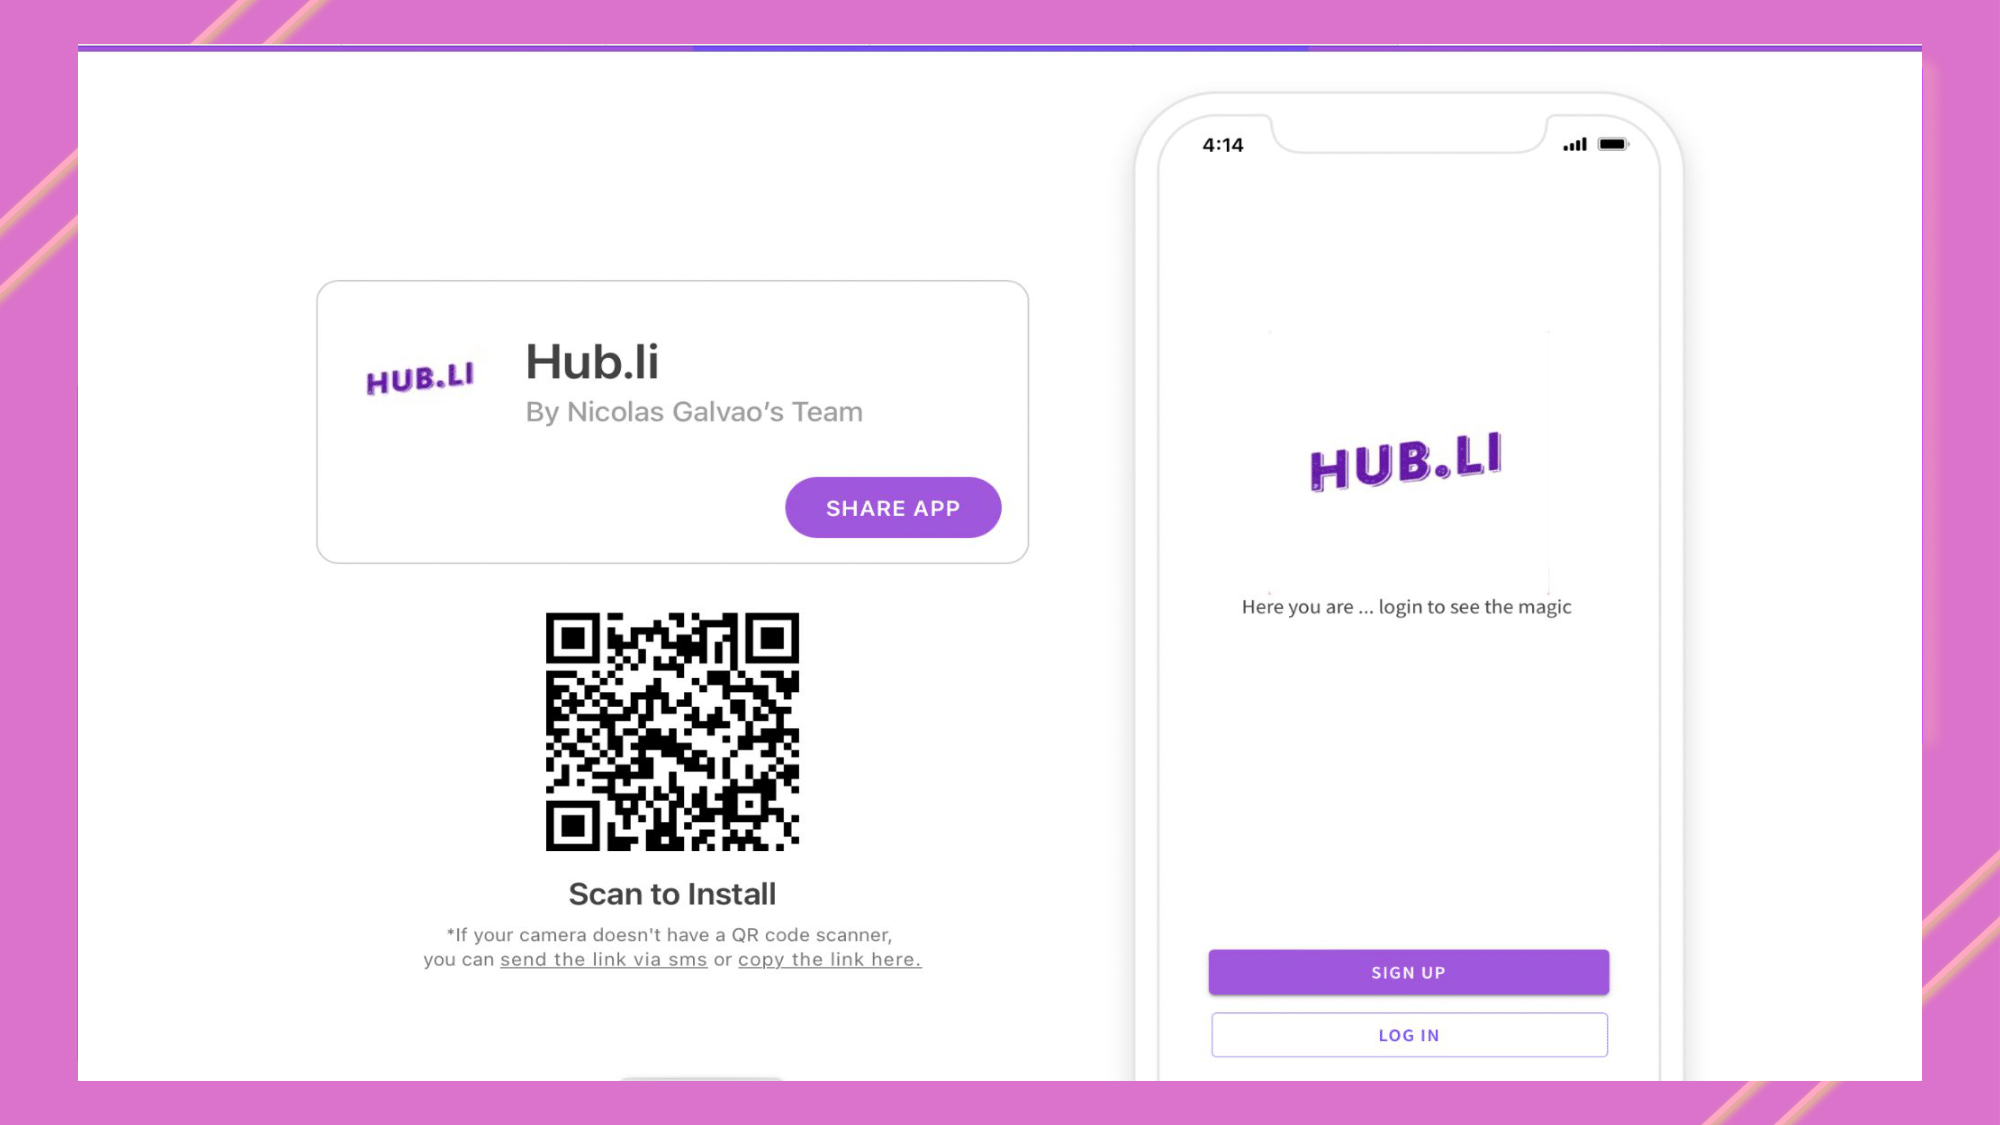 HUB.LI
Hub.li
By Nicolas Galvao's Team
SHARE APP
Scan to Install
*If your camera doesn't have a QR code scanner,
you can send the link via sms or copy the link here.
4:14
HUB.LI
Here you are ... login to see the magic
SIGN UP
LOG IN